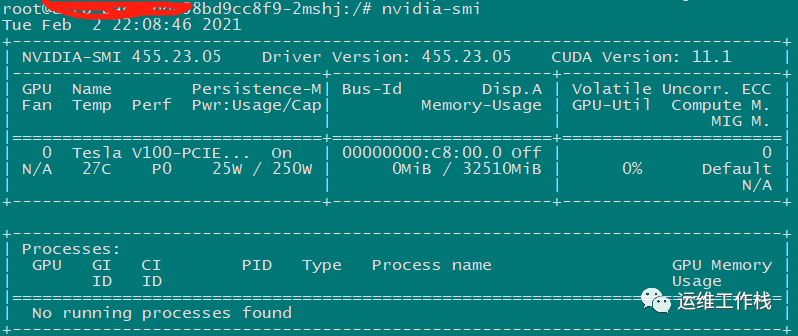 root@ 8bd9cc8f9-2mshj:/# nvidia-smi
Tue Feb  2 22:08:46 2021
NVIDIA-SMI 455.23.05    Driver Version: 455.23.05    CUDA Version: 11.1
GPU  Name        Persistence-M| Bus-Id        Disp.A | Volatile Uncorr. ECC
Fan  Temp  Perf  Pwr:Usage/Cap|         Memory-Usage | GPU-Util  Compute M.
MIG M.
0  Tesla V100-PCIE...  On   | 00000000:C8:00.0 Off |                    0
N/A   27C    P0    25W / 250W |      0MiB / 32510MiB |      0%      Default
N/A
Processes:
GPU   GI   CI        PID   Type   Process name                  GPU Memory
ID   ID                                                   Usage
No running processes found
运维工作栈